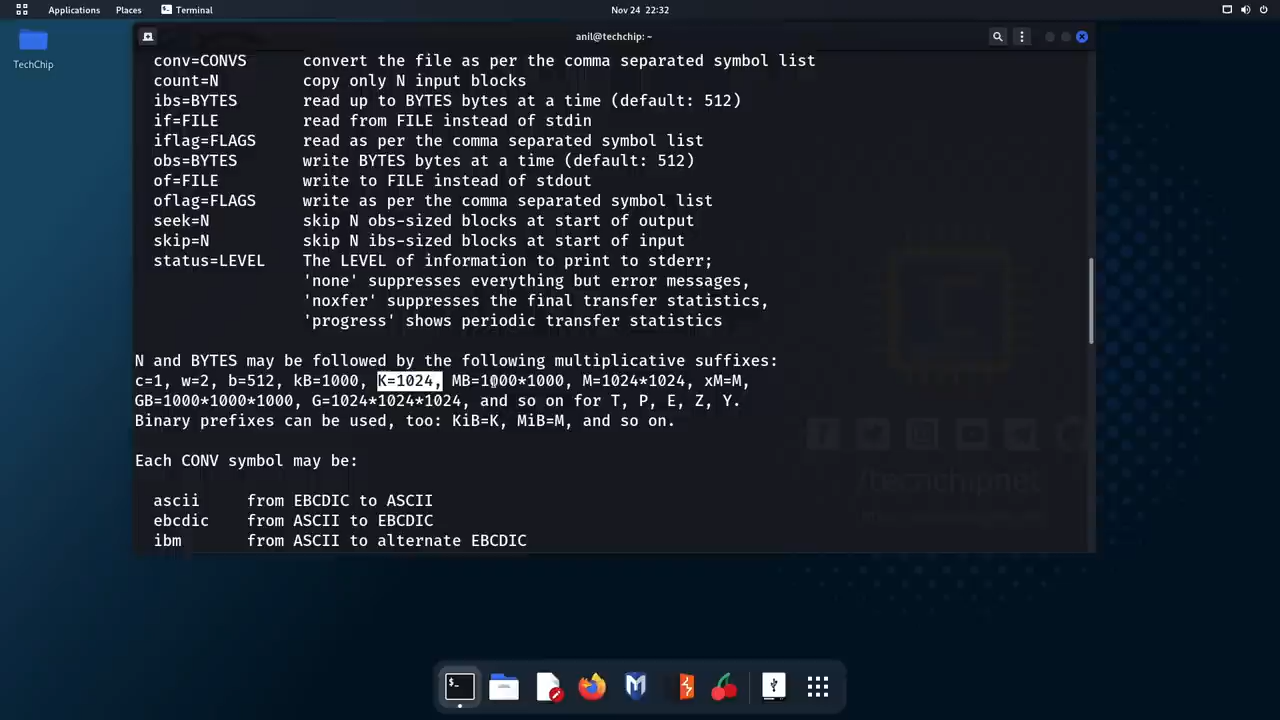 Applications Places Terminal Nov 24 22:32
TechChip
anil@techchip: ~
conv=CONVS convert the file as per the comma separated symbol list
count=N copy only N input blocks
ibs=BYTES read up to BYTES bytes at a time (default: 512)
if=FILE read from FILE instead of stdin
iflag=FLAGS read as per the comma separated symbol list
obs=BYTES write BYTES bytes at a time (default: 512)
of=FILE write to FILE instead of stdout
oflag=FLAGS write as per the comma separated symbol list
seek=N skip N obs-sized blocks at start of output
skip=N skip N ibs-sized blocks at start of input
status=LEVEL The LEVEL of information to print to stderr;
'none' suppresses everything but error messages,
'noxfer' suppresses the final transfer statistics,
'progress' shows periodic transfer statistics
N and BYTES may be followed by the following multiplicative suffixes:
c=1, w=2, b=512, kB=1000, K=1024, MB=1000*1000, M=1024*1024, xM=M,
GB=1000*1000*1000, G=1024*1024*1024, and so on for T, P, E, Z, Y.
Binary prefixes can be used, too: KiB=K, MiB=M, and so on.
Each CONV symbol may be:
ascii from EBCDIC to ASCII
ebcdic from ASCII to EBCDIC
ibm from ASCII to alternate EBCDIC
/techchipnet